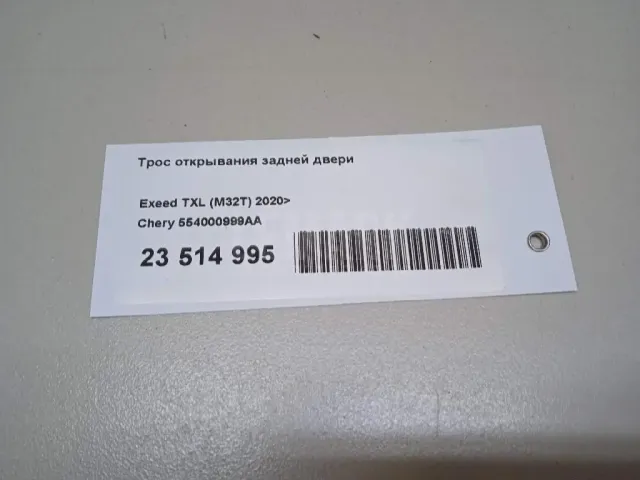 Трос открывания задней двери
Exeed TXL (M32T) 2020>
Chery 554000999AA
23 514 995